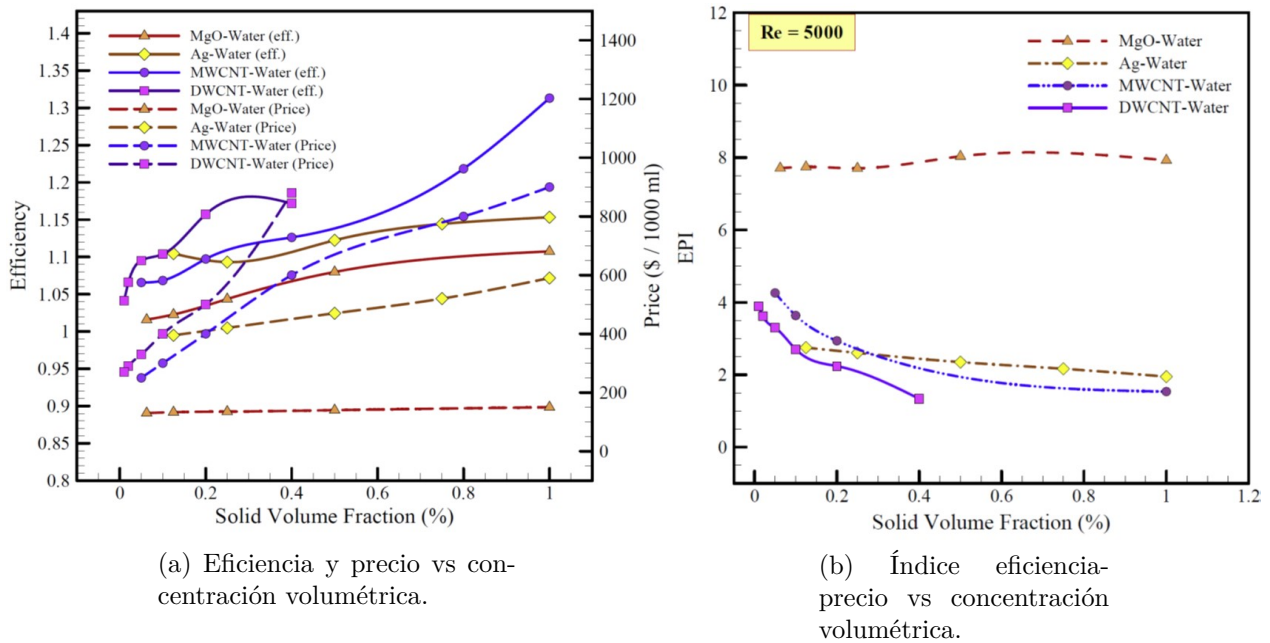 1.4
1.35
1.3
1.25
1.2
1.15
1.1
1.05
1
0.95
0.9
0.85
0.8
Efficiency
MgO-Water (eff.)
Ag-Water (eff.)
MWCNT-Water (eff.)
DWCNT-Water (eff.)
MgO-Water (Price)
Ag-Water (Price)
MWCNT-Water (Price)
DWCNT-Water (Price)
1400
1200
1000
800
600
400
200
0
Price ($ / 1000 ml)
0 0.2 0.4 0.6 0.8 1
Solid Volume Fraction (%)
(a) Eficiencia y precio vs con-
centración volumétrica.
12
10
8
6
4
2
0
EPI
Re = 5000
MgO-Water
Ag-Water
MWCNT-Water
DWCNT-Water
0 0.2 0.4 0.6 0.8 1 1.2
Solid Volume Fraction (%)
(b) Índice eficiencia-
precio vs concentración
volumétrica.